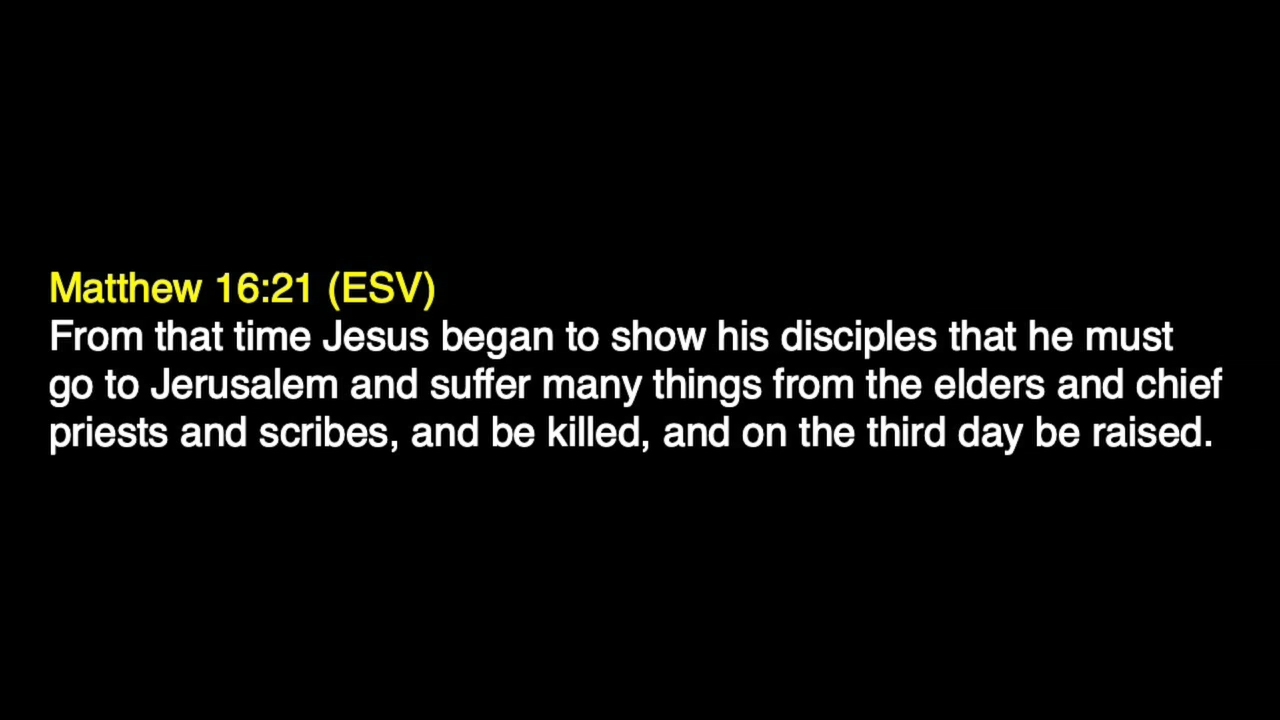 Matthew 16:21 (ESV)
From that time Jesus began to show his disciples that he must
go to Jerusalem and suffer many things from the elders and chief
priests and scribes, and be killed, and on the third day be raised.